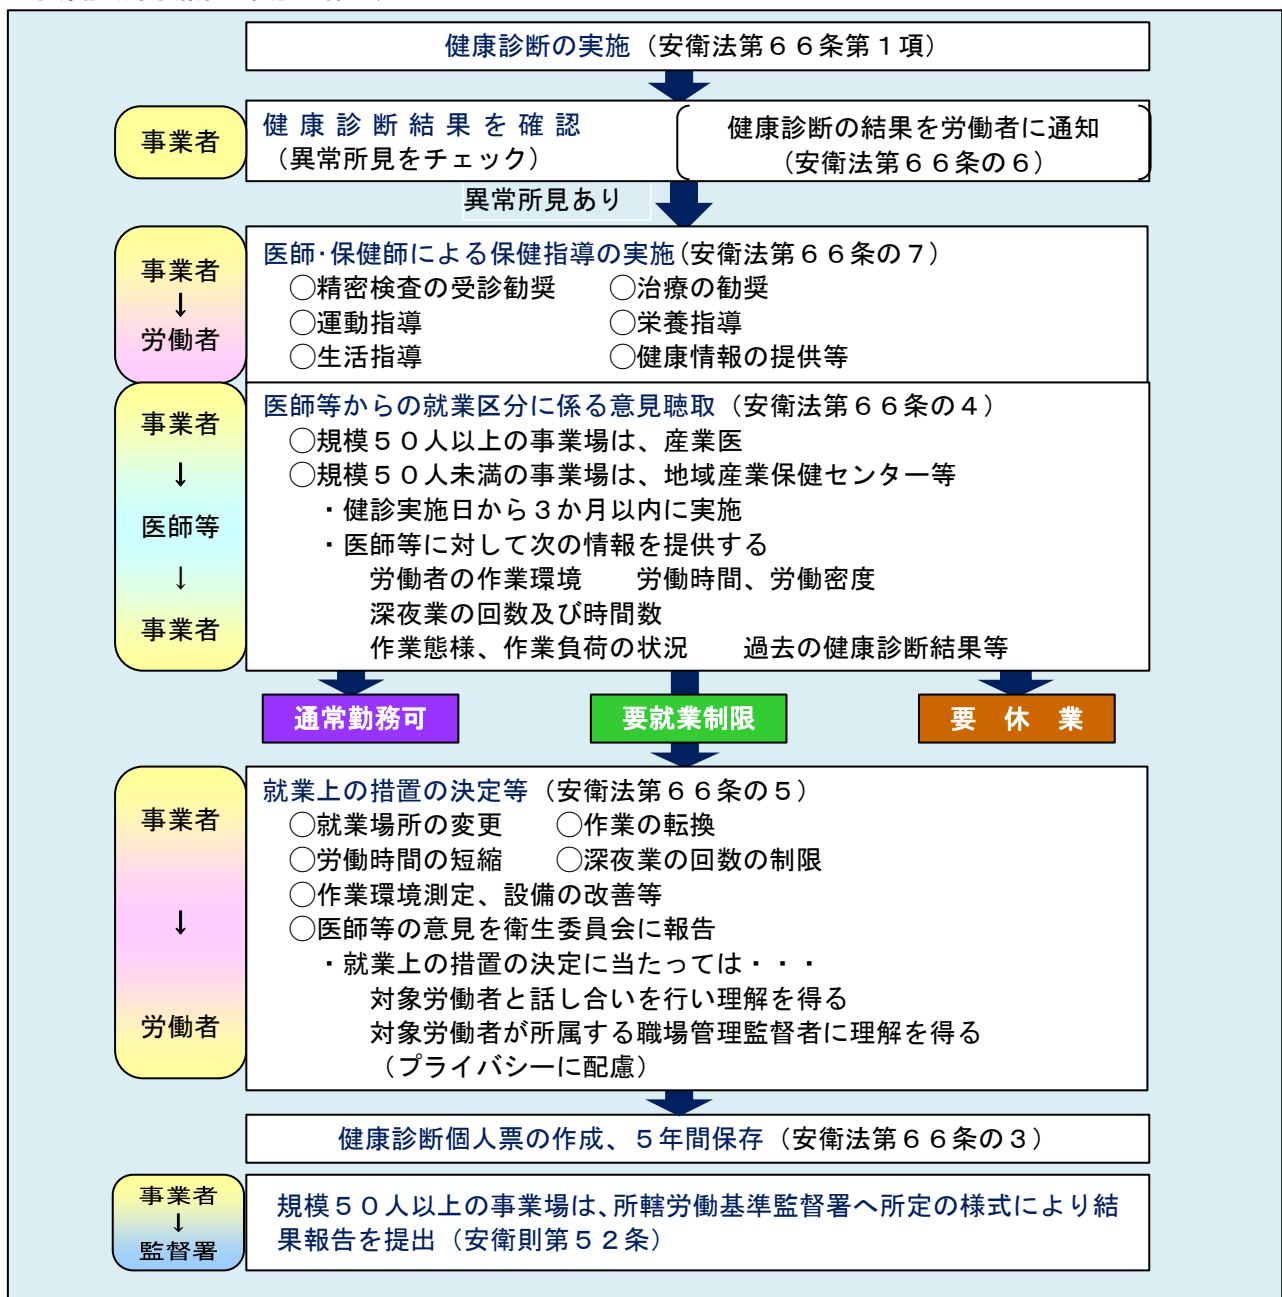 健康診断の実施（安衛法第６６条第１項）
事業者
健康診断結果を確認
（異常所見をチェック）
健康診断の結果を労働者に通知
（安衛法第６６条の６）
異常所見あり
事業者
↓
労働者
医師･保健師による保健指導の実施(安衛法第６６条の７)
○精密検査の受診勧奨　○治療の勧奨
○運動指導　○栄養指導
○生活指導　○健康情報の提供等
事業者
↓
医師等
↓
事業者
医師等からの就業区分に係る意見聴取（安衛法第６６条の４）
○規模５０人以上の事業場は、産業医
○規模５０人未満の事業場は、地域産業保健センター等
・健診実施日から３か月以内に実施
・医師等に対して次の情報を提供する
労働者の作業環境　労働時間、労働密度
深夜業の回数及び時間数
作業態様、作業負荷の状況　過去の健康診断結果等
通常勤務可
要就業制限
要　休　業
事業者
↓
労働者
就業上の措置の決定等（安衛法第６６条の５）
○就業場所の変更　○作業の転換
○労働時間の短縮　○深夜業の回数の制限
○作業環境測定、設備の改善等
○医師等の意見を衛生委員会に報告
・就業上の措置の決定に当たっては・・・
対象労働者と話し合いを行い理解を得る
対象労働者が所属する職場管理監督者に理解を得る
（プライバシーに配慮）
健康診断個人票の作成、５年間保存（安衛法第６６条の３）
事業者
↓
監督署
規模５０人以上の事業場は、所轄労働基準監督署へ所定の様式により結
果報告を提出（安衛則第５２条）